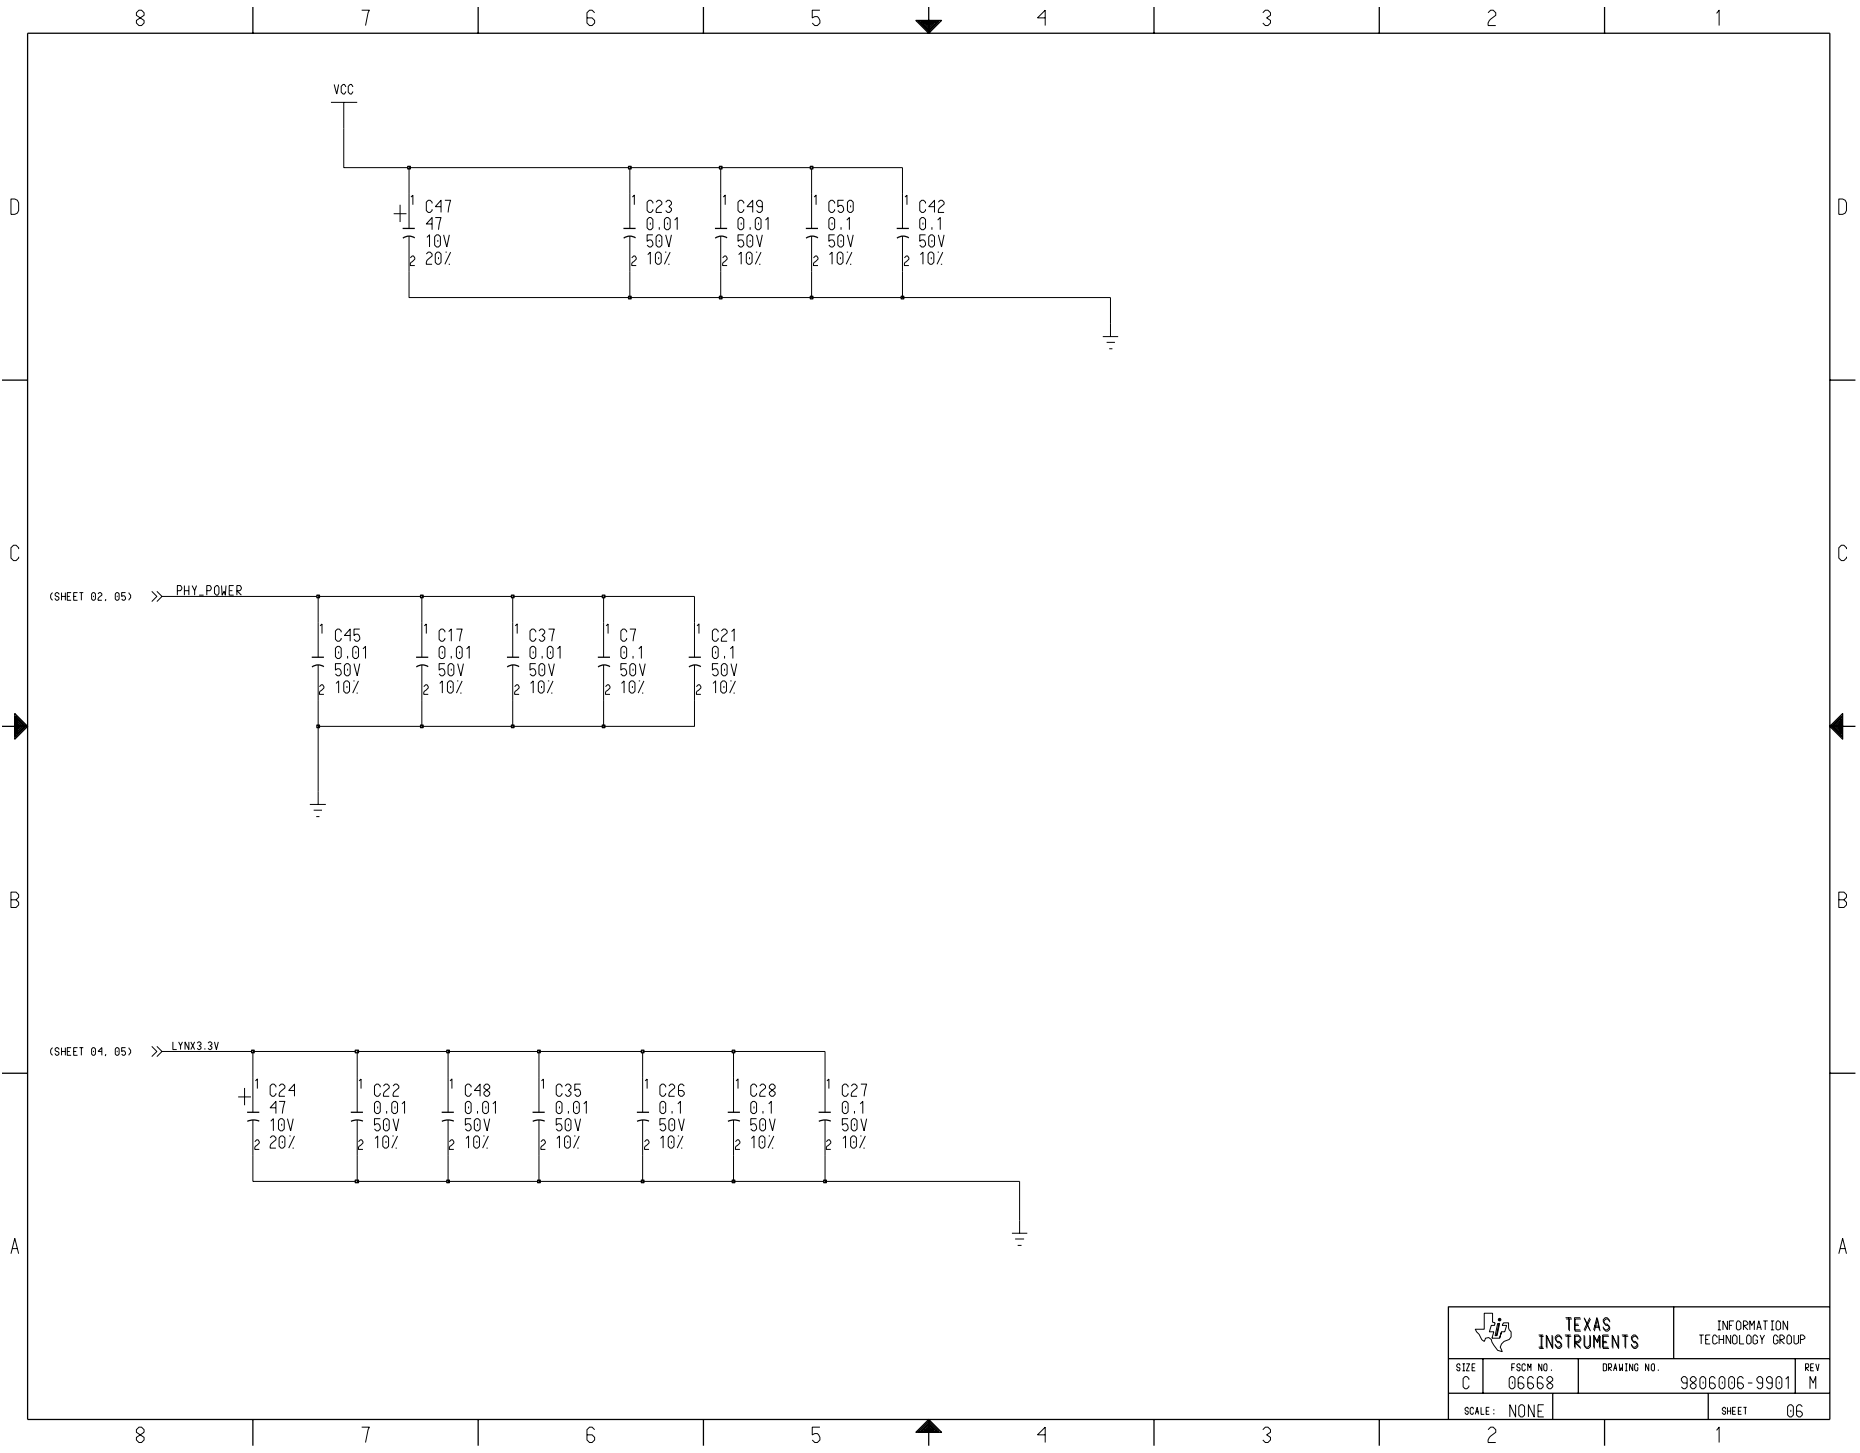 8 7 6 5 4 3 2 1
VCC
D D
1 1 1 1 1
+ C47 C23 C49 C50 C42
47 0.01 0.01 0.1 0.1
10V 50V 50V 50V 50V
2 20% 2 10% 2 10% 2 10% 2 10%
C C
(SHEET 02, 05) PHY_POWER
1 1 1 1 1
C45 C17 C37 C7 C21
0.01 0.01 0.01 0.1 0.1
50V 50V 50V 50V 50V
2 10% 2 10% 2 10% 2 10% 2 10%
B B
(SHEET 04, 05) LYNX3.3V
1 1 1 1 1 1 1
+ C24 C22 C48 C35 C26 C28 C27
47 0.01 0.01 0.01 0.1 0.1 0.1
10V 50V 50V 50V 50V 50V 50V
2 20% 2 10% 2 10% 2 10% 2 10% 2 10% 2 10%
A A
TEXAS
INSTRUMENTS
INFORMATION
TECHNOLOGY GROUP
SIZE FSCM NO. DRAWING NO. REV
C 06668 9806006-9901 M
SCALE: NONE SHEET 06
8 7 6 5 4 3 2 1